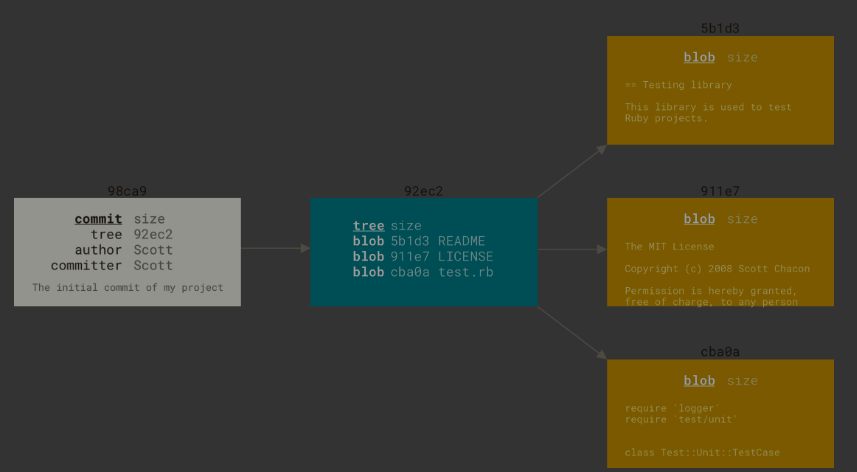 98ca9
commit size
tree 92ec2
author Scott
committer Scott
The initial commit of my project
92ec2
tree size
blob 5b1d3 README
blob 911e7 LICENSE
blob cba0a test.rb
5b1d3
blob size
== Testing library
This library is used to test
Ruby projects.
911e7
blob size
The MIT License
Copyright (c) 2008 Scott Chacon
Permission is hereby granted,
free of charge, to any person
cba0a
blob size
require `logger`
require `test/unit`
class Test::Unit::TestCase